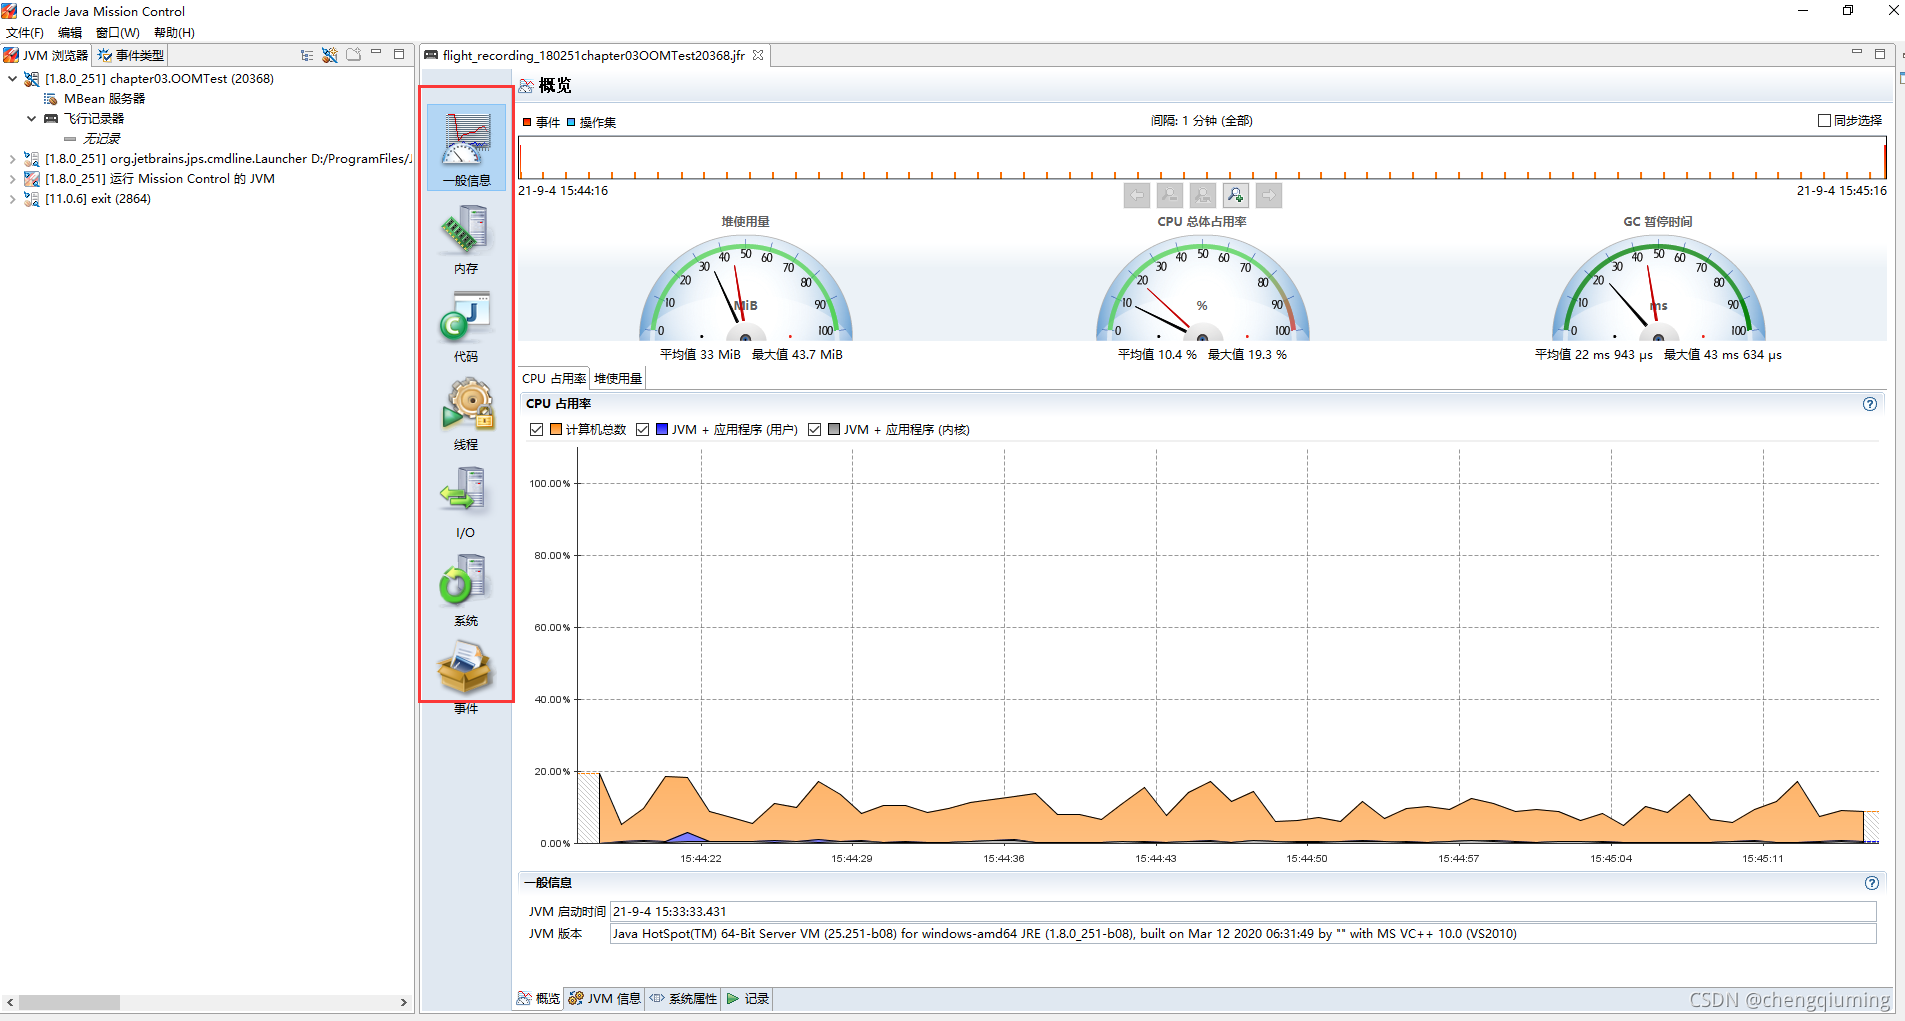 Oracle Java Mission Control
文件(F) 编辑 窗口(W) 帮助(H)
JVM 浏览器 事件类型
[1.8.0_251] chapter03.OOMTest (20368)
MBean 服务器
飞行记录器
无记录
[1.8.0_251] org.jetbrains.jps.cmdline.Launcher D:/ProgramFiles/J
[1.8.0_251] 运行 Mission Control 的 JVM
[11.0.6] exit (2864)
flight_recording_180251chapter03OOMTest20368.jfr
一般信息
内存
代码
线程
I/O
系统
事件
概览
事件 操作集
间隔: 1 分钟 (全部)
同步选择
21-9-4 15:44:16
21-9-4 15:45:16
堆使用量
0 10 20 30 40 50 60 70 80 90 100
MiB
平均值 33 MiB 最大值 43.7 MiB
CPU 总体占用率
0 10 20 30 40 50 60 70 80 90 100
%
平均值 10.4 % 最大值 19.3 %
GC 暂停时间
0 10 20 30 40 50 60 70 80 90 100
ms
平均值 22 ms 943 µs 最大值 43 ms 634 µs
CPU 占用率 堆使用量
CPU 占用率
计算机总数 JVM + 应用程序 (用户) JVM + 应用程序 (内核)
100.00%
80.00%
60.00%
40.00%
20.00%
0.00%
15:44:22 15:44:29 15:44:36 15:44:43 15:44:50 15:44:57 15:45:04 15:45:11
一般信息
JVM 启动时间 21-9-4 15:33:33.431
JVM 版本 Java HotSpot(TM) 64-Bit Server VM (25.251-b08) for windows-amd64 JRE (1.8.0_251-b08), built on Mar 12 2020 06:31:49 by "" with MS VC++ 10.0 (VS2010)
概览 JVM 信息 系统属性 记录
CSDN @chengqiuming